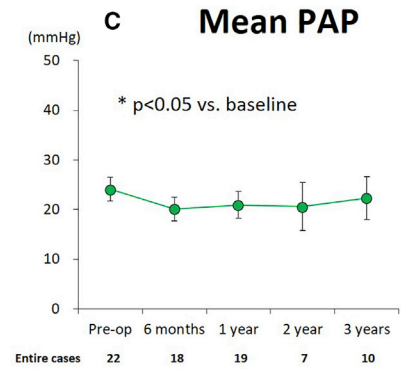 C Mean PAP
(mmHg)
50
* p<0.05 vs. baseline
40
30
20
10
0
Pre-op 6 months 1 year 2 year 3 years
Entire cases 22 18 19 7 10